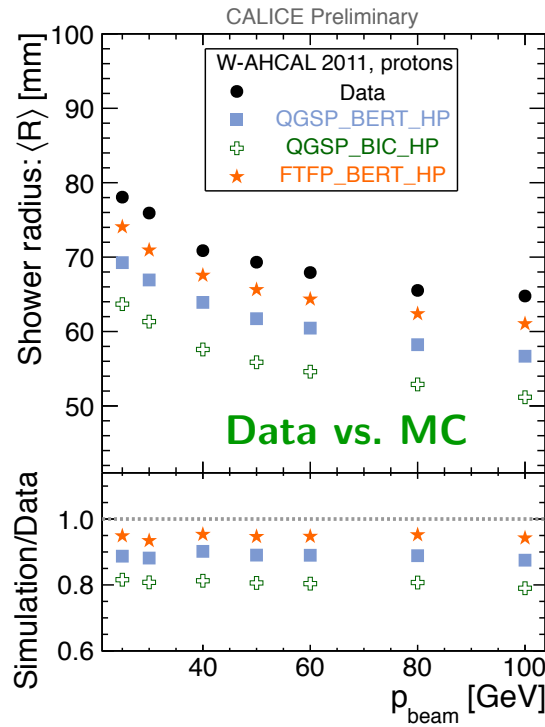 CALICE Preliminary
Shower radius: ⟨R⟩ [mm]
100
90
80
70
60
50
W-AHCAL 2011, protons
Data
QGSP_BERT_HP
QGSP_BIC_HP
FTFP_BERT_HP
Data vs. MC
Simulation/Data
1.0
0.8
0.6
40 60 80 100
p_beam [GeV]